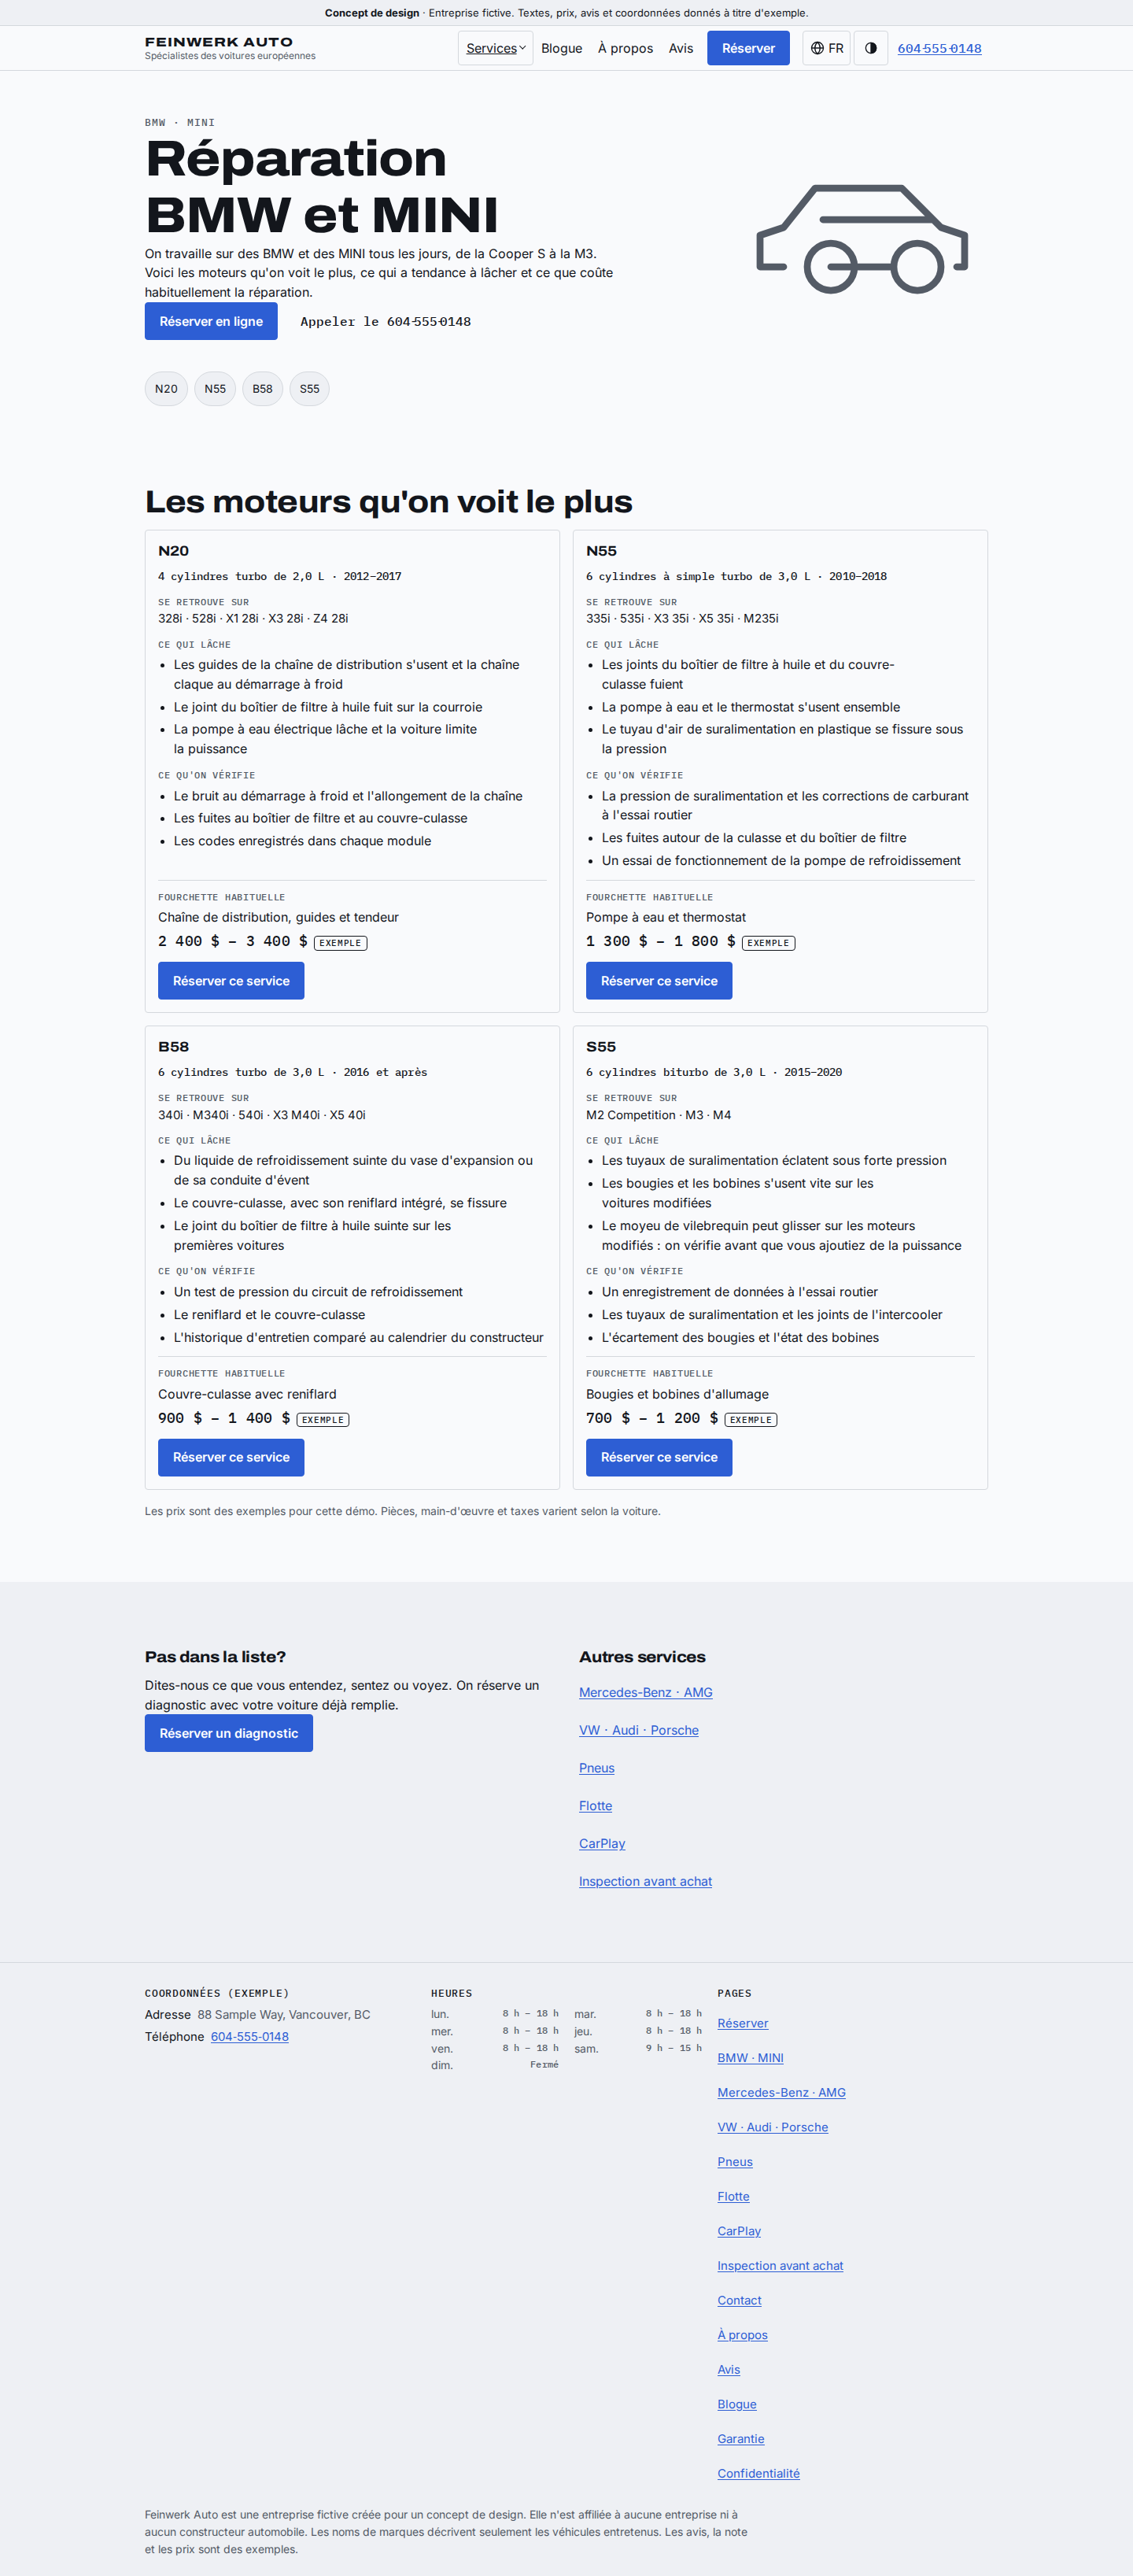 Concept de design · Entreprise fictive. Textes, prix, avis et coordonnées donnés à titre d'exemple.
FEINWERK AUTO
Spécialistes des voitures européennes
Services
Blogue
À propos
Avis
Réserver
FR
604-555-0148
BMW · MINI
Réparation
BMW et MINI
On travaille sur des BMW et des MINI tous les jours, de la Cooper S à la M3.
Voici les moteurs qu'on voit le plus, ce qui a tendance à lâcher et ce que coûte
habituellement la réparation.
Réserver en ligne
Appeler le 604-555-0148
N20
N55
B58
S55
Les moteurs qu'on voit le plus
N20
4 cylindres turbo de 2,0 L · 2012–2017
SE RETROUVE SUR
328i · 528i · X1 28i · X3 28i · Z4 28i
CE QUI LÂCHE
• Les guides de la chaîne de distribution s'usent et la chaîne
claque au démarrage à froid
• Le joint du boîtier de filtre à huile fuit sur la courroie
• La pompe à eau électrique lâche et la voiture limite
la puissance
CE QU'ON VÉRIFIE
• Le bruit au démarrage à froid et l'allongement de la chaîne
• Les fuites au boîtier de filtre et au couvre-culasse
• Les codes enregistrés dans chaque module
FOURCHETTE HABITUELLE
Chaîne de distribution, guides et tendeur
2 400 $ – 3 400 $ EXEMPLE
Réserver ce service
N55
6 cylindres à simple turbo de 3,0 L · 2010–2018
SE RETROUVE SUR
335i · 535i · X3 35i · X5 35i · M235i
CE QUI LÂCHE
• Les joints du boîtier de filtre à huile et du couvre-
culasse fuient
• La pompe à eau et le thermostat s'usent ensemble
• Le tuyau d'air de suralimentation en plastique se fissure sous
la pression
CE QU'ON VÉRIFIE
• La pression de suralimentation et les corrections de carburant
à l'essai routier
• Les fuites autour de la culasse et du boîtier de filtre
• Un essai de fonctionnement de la pompe de refroidissement
FOURCHETTE HABITUELLE
Pompe à eau et thermostat
1 300 $ – 1 800 $ EXEMPLE
Réserver ce service
B58
6 cylindres turbo de 3,0 L · 2016 et après
SE RETROUVE SUR
340i · M340i · 540i · X3 M40i · X5 40i
CE QUI LÂCHE
• Du liquide de refroidissement suinte du vase d'expansion ou
de sa conduite d'évent
• Le couvre-culasse, avec son reniflard intégré, se fissure
• Le joint du boîtier de filtre à huile suinte sur les
premières voitures
CE QU'ON VÉRIFIE
• Un test de pression du circuit de refroidissement
• Le reniflard et le couvre-culasse
• L'historique d'entretien comparé au calendrier du constructeur
FOURCHETTE HABITUELLE
Couvre-culasse avec reniflard
900 $ – 1 400 $ EXEMPLE
Réserver ce service
S55
6 cylindres biturbo de 3,0 L · 2015–2020
SE RETROUVE SUR
M2 Competition · M3 · M4
CE QUI LÂCHE
• Les tuyaux de suralimentation éclatent sous forte pression
• Les bougies et les bobines s'usent vite sur les
voitures modifiées
• Le moyeu de vilebrequin peut glisser sur les moteurs
modifiés : on vérifie avant que vous ajoutiez de la puissance
CE QU'ON VÉRIFIE
• Un enregistrement de données à l'essai routier
• Les tuyaux de suralimentation et les joints de l'intercooler
• L'écartement des bougies et l'état des bobines
FOURCHETTE HABITUELLE
Bougies et bobines d'allumage
700 $ – 1 200 $ EXEMPLE
Réserver ce service
Les prix sont des exemples pour cette démo. Pièces, main-d'œuvre et taxes varient selon la voiture.
Pas dans la liste?
Dites-nous ce que vous entendez, sentez ou voyez. On réserve un
diagnostic avec votre voiture déjà remplie.
Réserver un diagnostic
Autres services
Mercedes-Benz · AMG
VW · Audi · Porsche
Pneus
Flotte
CarPlay
Inspection avant achat
COORDONNÉES (EXEMPLE)
Adresse 88 Sample Way, Vancouver, BC
Téléphone 604-555-0148
HEURES
lun. 8 h – 18 h mar. 8 h – 18 h
mer. 8 h – 18 h jeu. 8 h – 18 h
ven. 8 h – 18 h sam. 9 h – 15 h
dim. Fermé
PAGES
Réserver
BMW · MINI
Mercedes-Benz · AMG
VW · Audi · Porsche
Pneus
Flotte
CarPlay
Inspection avant achat
Contact
À propos
Avis
Blogue
Garantie
Confidentialité
Feinwerk Auto est une entreprise fictive créée pour un concept de design. Elle n'est affiliée à aucune entreprise ni à
aucun constructeur automobile. Les noms de marques décrivent seulement les véhicules entretenus. Les avis, la note
et les prix sont des exemples.